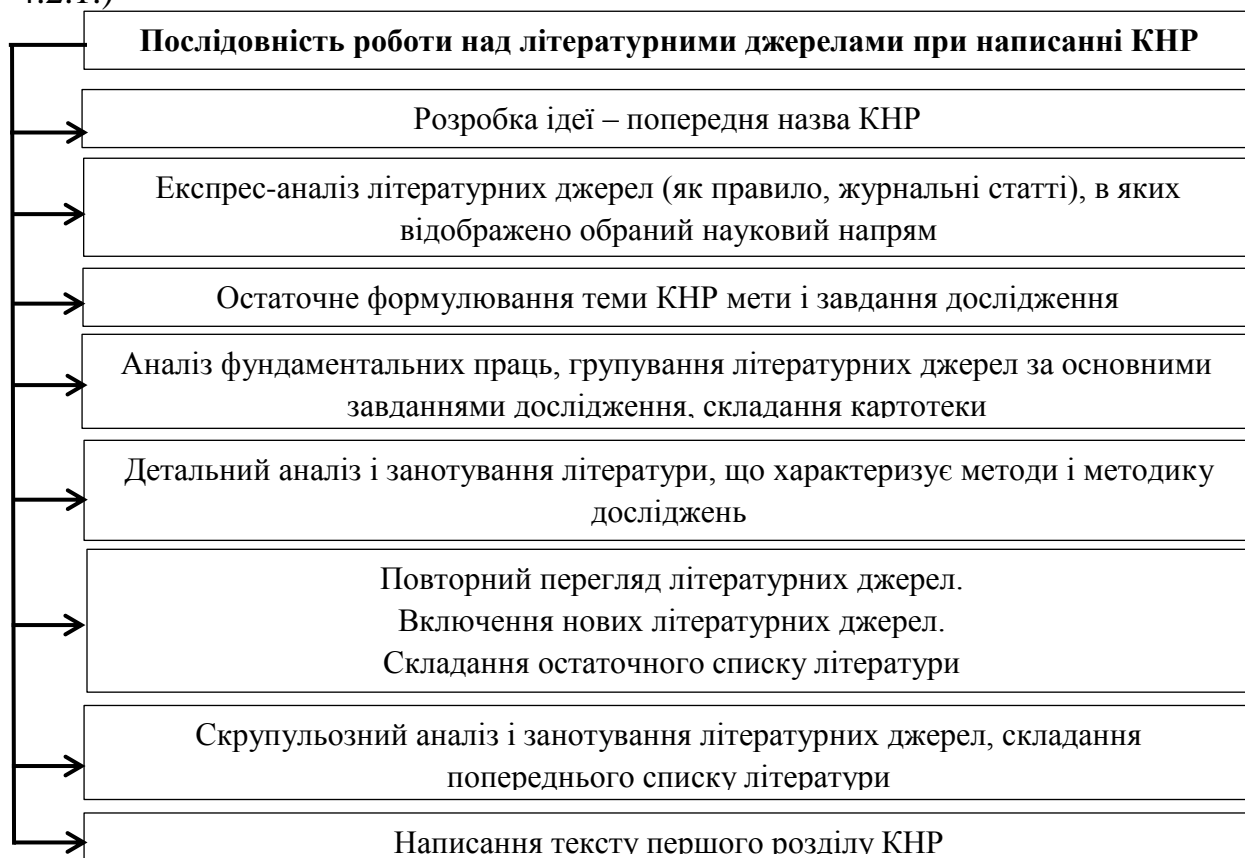 4.2.1.)
Послідовність роботи над літературними джерелами при написанні КНР
Розробка ідеї – попередня назва КНР
Експрес-аналіз літературних джерел (як правило, журнальні статті), в яких
відображено обраний науковий напрям
Остаточне формулювання теми КНР мети і завдання дослідження
Аналіз фундаментальних праць, групування літературних джерел за основними
завданнями дослідження, складання картотеки
Детальний аналіз і занотування літератури, що характеризує методи і методику
досліджень
Повторний перегляд літературних джерел.
Включення нових літературних джерел.
Складання остаточного списку літератури
Скрупульозний аналіз і занотування літературних джерел, складання
попереднього списку літератури
Написання тексту першого розділу КНР